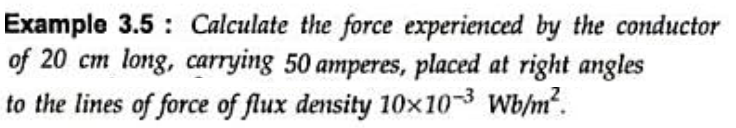 Example 3.5 : Calculate the force experienced by the conductor
of 20 cm long, carrying 50 amperes, placed at right angles
to the lines of force of flux density 10×10⁻³ Wb/m².